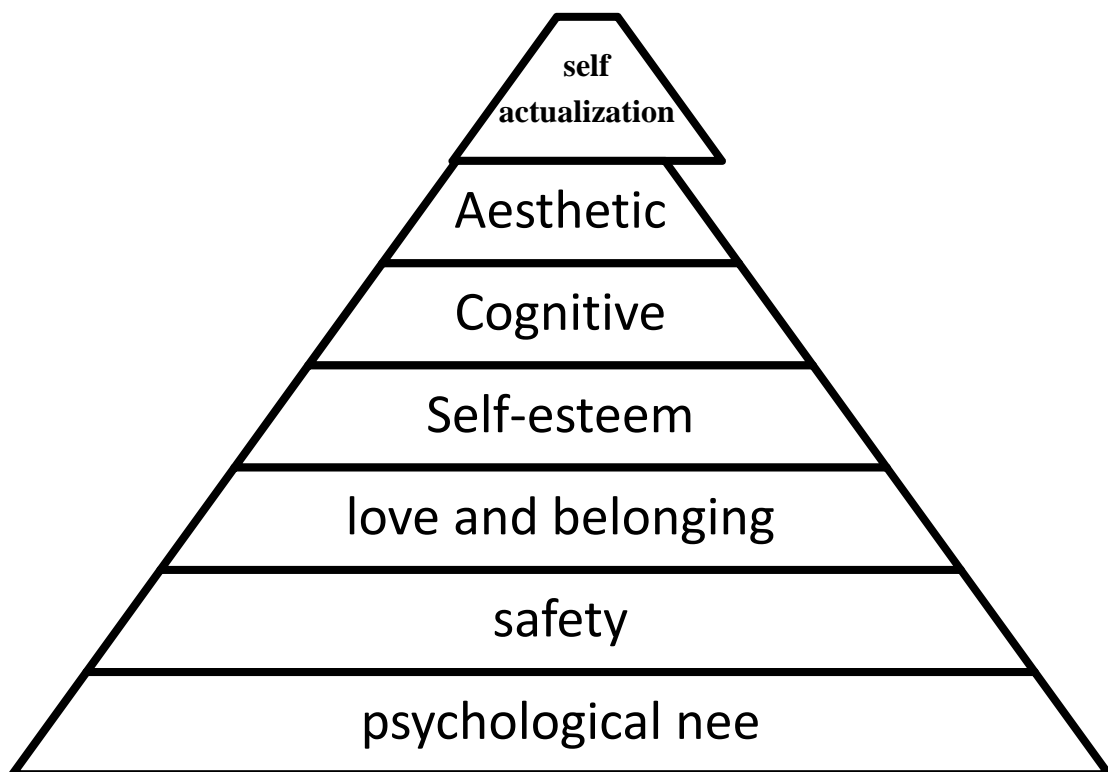 self
actualization
Aesthetic
Cognitive
Self-esteem
love and belonging
safety
psychological nee